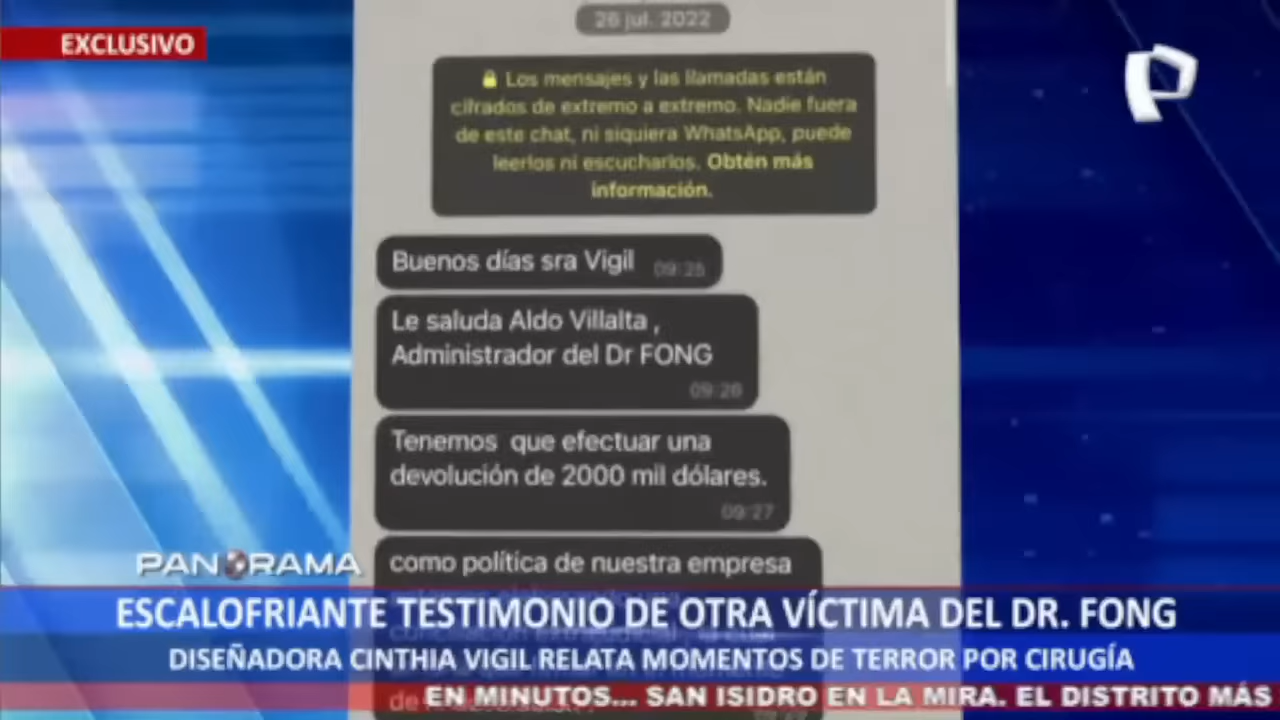 EXCLUSIVO
26 jul. 2022
Los mensajes y las llamadas están
cifrados de extremo a extremo. Nadie fuera
de este chat, ni siquiera WhatsApp, puede
leerlos ni escucharlos. Obtén más
información.
Buenos días sra Vigil 09:25
Le saluda Aldo Villalta ,
Administrador del Dr FONG
09:26
Tenemos  que efectuar una
devolución de 2000 mil dólares.
09:27
como política de nuestra empresa
PANORAMA
ESCALOFRIANTE TESTIMONIO DE OTRA VÍCTIMA DEL DR. FONG
DISEÑADORA CINTHIA VIGIL RELATA MOMENTOS DE TERROR POR CIRUGÍA
EN MINUTOS... SAN ISIDRO EN LA MIRA. EL DISTRITO MÁS